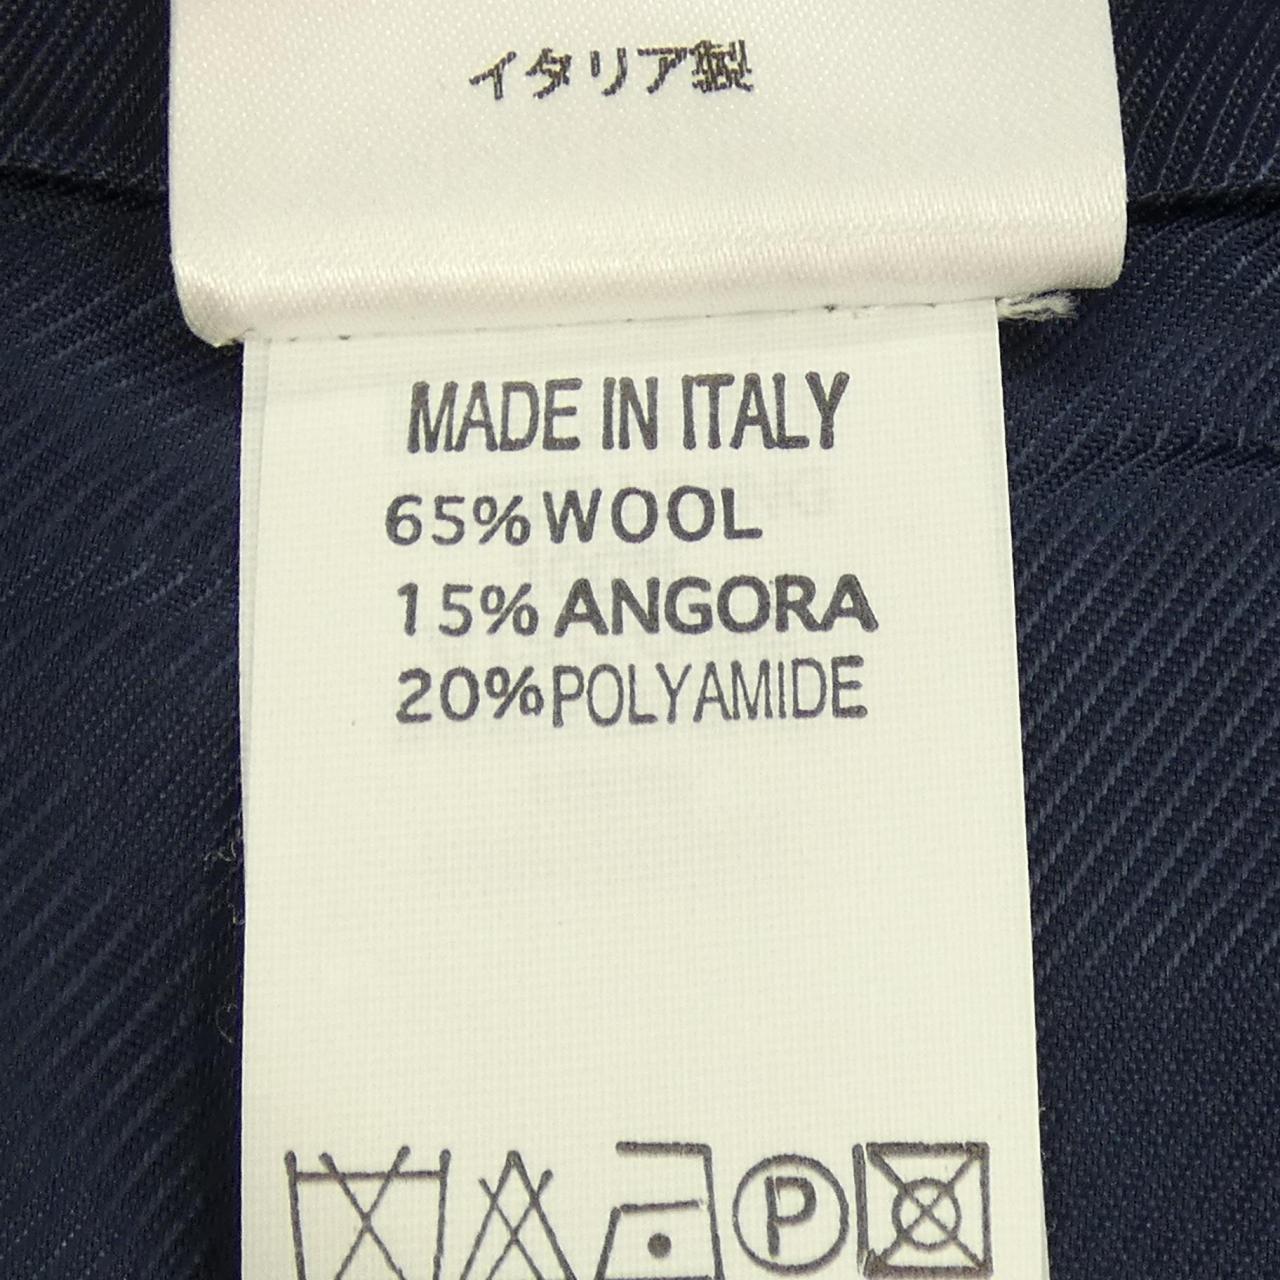 イタリア製
MADE IN ITALY
65% WOOL
15% ANGORA
20% POLYAMIDE
P